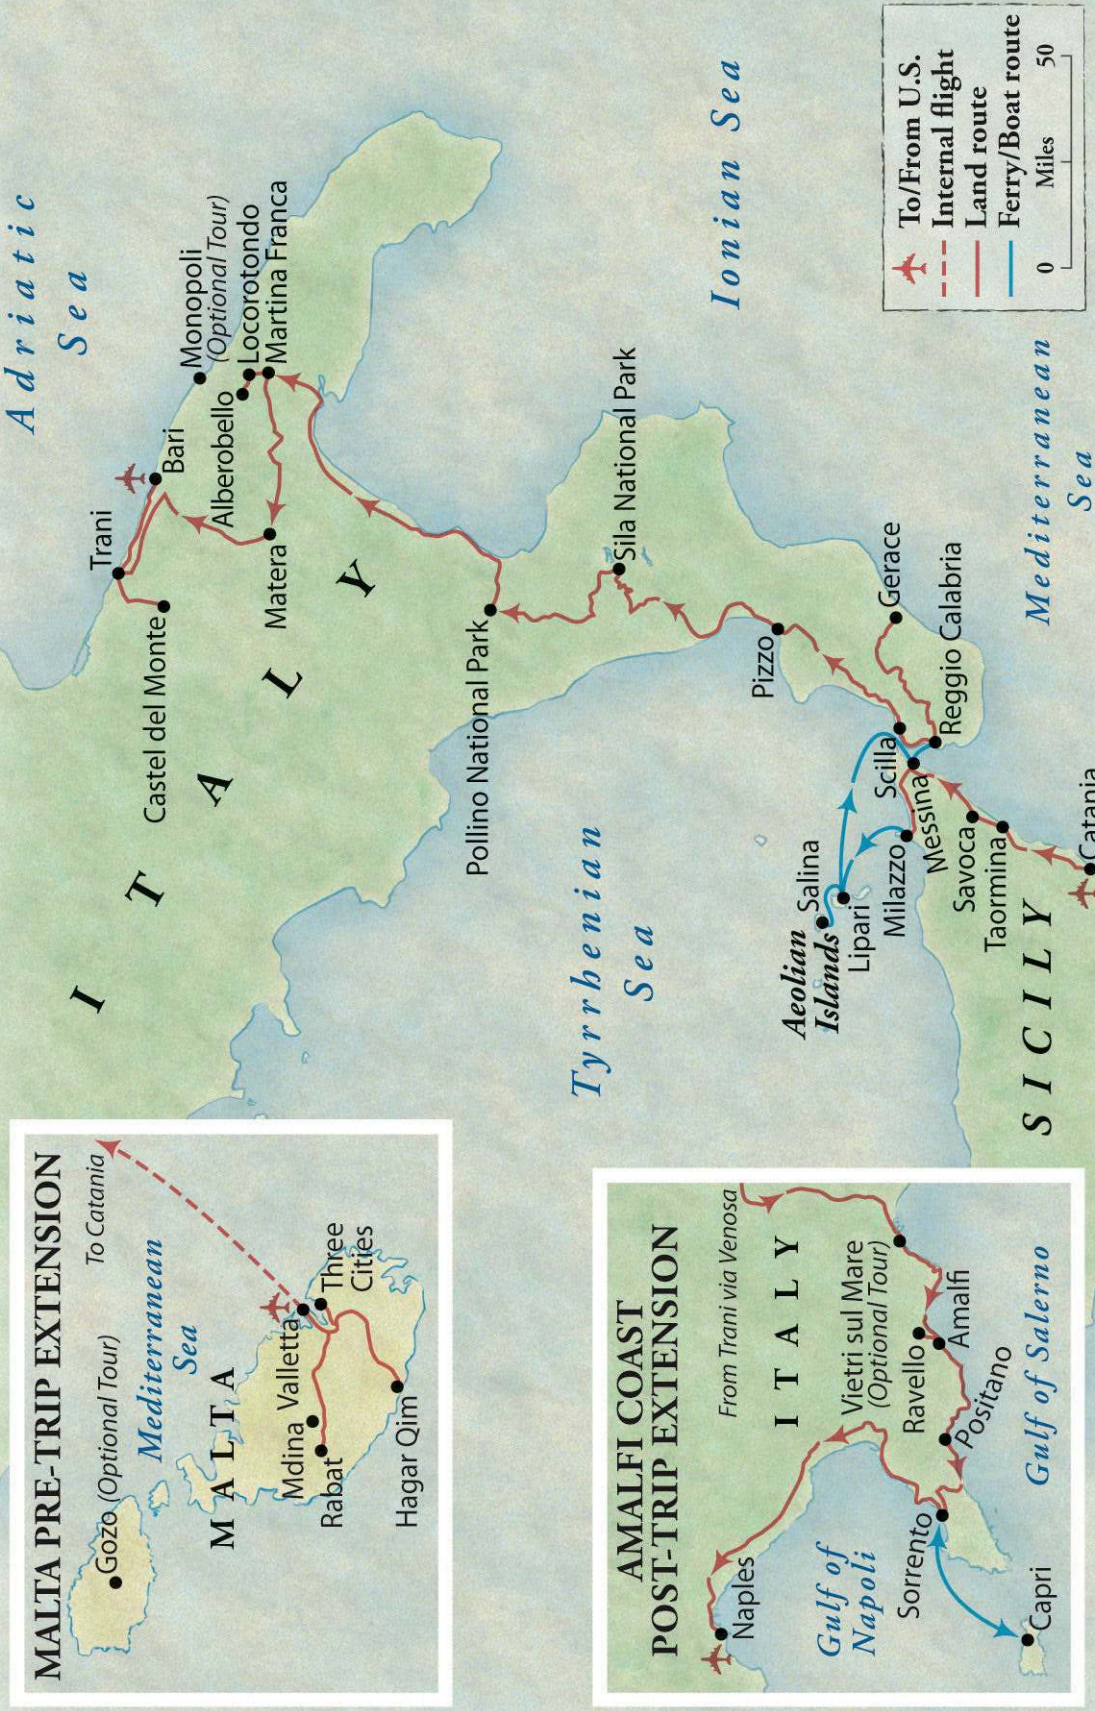 MALTA PRE-TRIP EXTENSION
To Catania
Gozo (Optional Tour)
Mediterranean
Sea
MALTA
Valletta
Three
Cities
Mdina
Rabat
Hagar Qim
Adriatic
Sea
ITALY
Trani
Bari
Castel del Monte
Monopoli
(Optional Tour)
Alberobello
Locorotondo
Martina Franca
Matera
Pollino National Park
Sila National Park
Tyrrhenian
Sea
Ionian Sea
Pizzo
Aeolian
Islands
Salina
Lipari
Scilla
Gerace
Milazzo
Messina
Reggio Calabria
Savoca
Taormina
Catania
SICILY
Mediterranean
Sea
AMALFI COAST
POST-TRIP EXTENSION
From Trani via Venosa
ITALY
Naples
Vietri sul Mare
(Optional Tour)
Gulf of
Napoli
Ravello
Amalfi
Sorrento
Positano
Capri
Gulf of Salerno
To/From U.S.
Internal flight
Land route
Ferry/Boat route
0 Miles 50